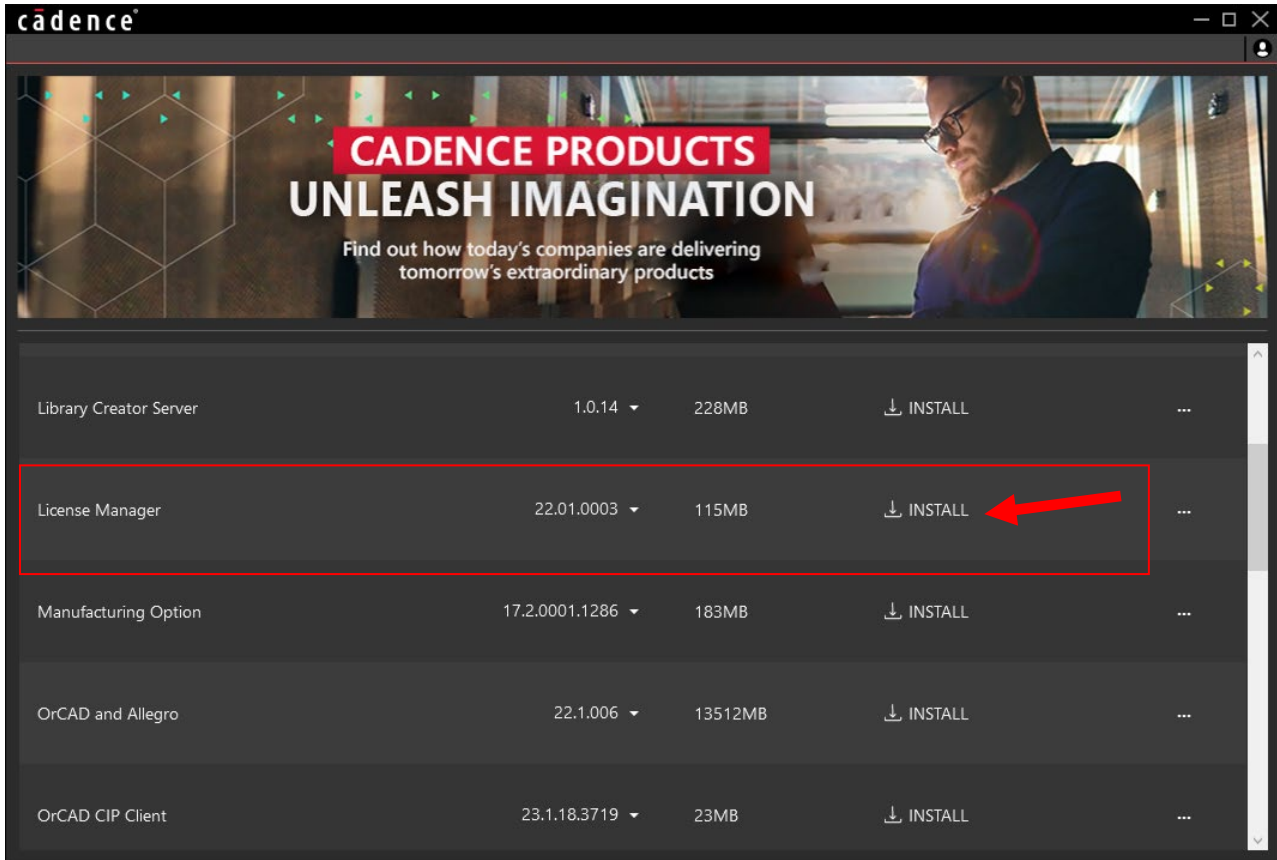 cādence®
CADENCE PRODUCTS
UNLEASH IMAGINATION
Find out how today's companies are delivering
tomorrow's extraordinary products
Library Creator Server 1.0.14 228MB INSTALL ...
License Manager 22.01.0003 115MB INSTALL ...
Manufacturing Option 17.2.0001.1286 183MB INSTALL ...
OrCAD and Allegro 22.1.006 13512MB INSTALL ...
OrCAD CIP Client 23.1.18.3719 23MB INSTALL ...